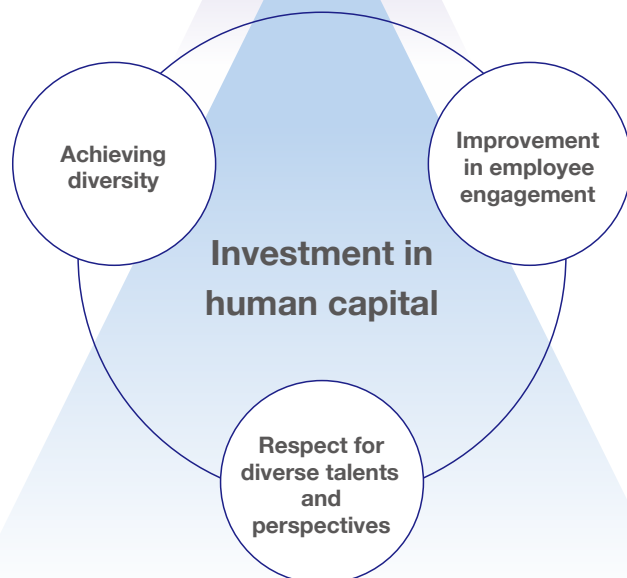 Achieving
diversity
Improvement
in employee
engagement
Investment in
human capital
Respect for
diverse talents
and
perspectives